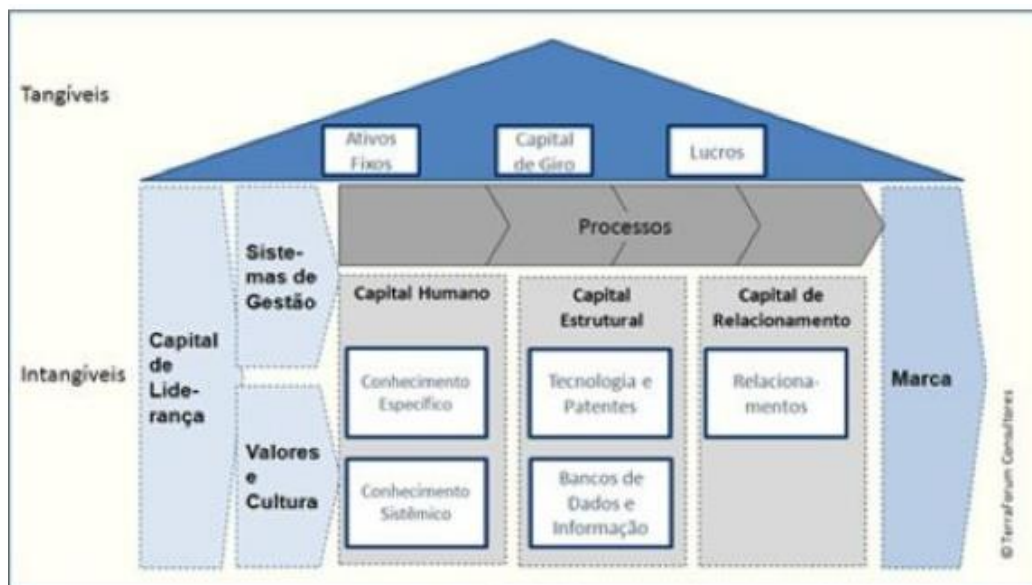 Tangíveis
Ativos
Fixos
Capital
de Giro
Lucros
Processos
Siste-
mas de
Gestão
Capital Humano
Capital
Estrutural
Capital de
Relacionamento
Intangíveis
Capital
de
Lide-
rança
Conhecimento
Específico
Tecnologia e
Patentes
Relaciona-
mentos
Marca
Valores
e
Cultura
Conhecimento
Sistêmico
Bancos de
Dados e
Informação
© Terraforum Consultores